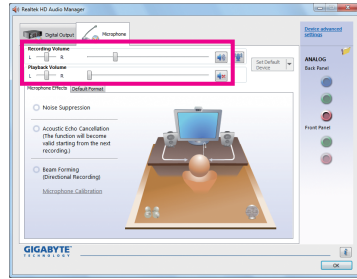 Realtek HD Audio Manager
Digital Output
Microphone
Device advanced settings
Recording Volume
L R
Set Default Device
ANALOG
Back Panel
Playback Volume
L R
Microphone Effects Default Format
Noise Suppression
Front Panel
Acoustic Echo Cancellation
(The function will become
valid starting from the next
recording.)
Beam Forming
(Directional Recording)
Microphone Calibration
GIGABYTE
TECHNOLOGY
OK